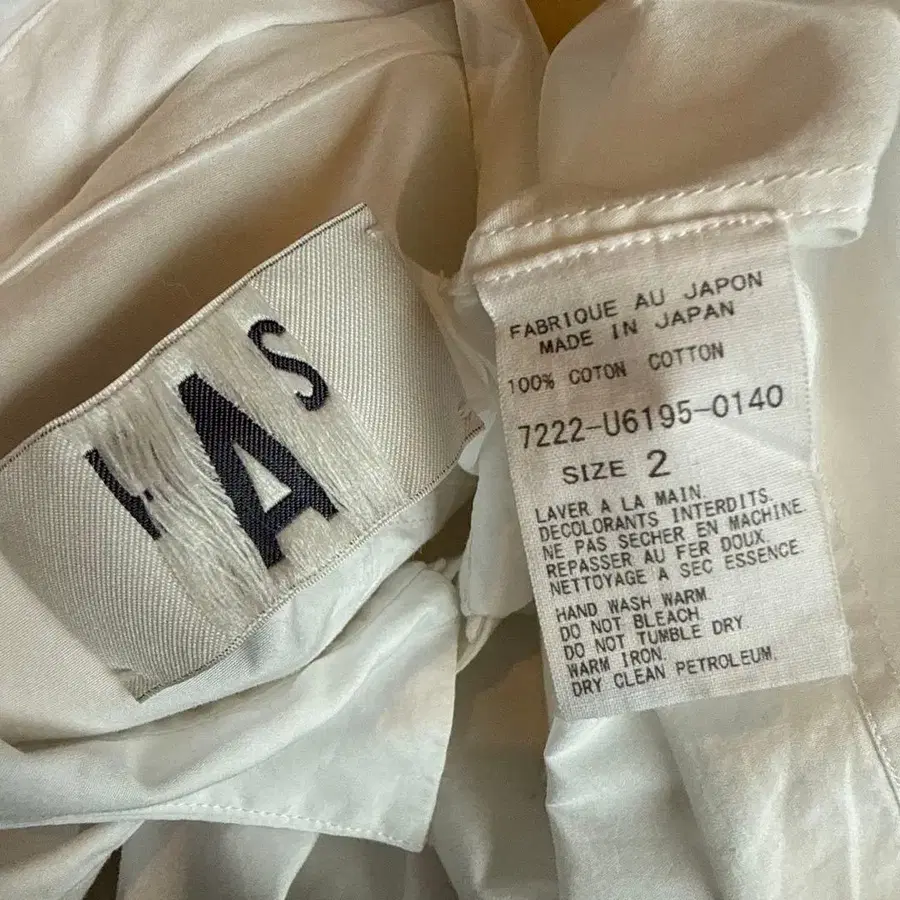 AS
FABRIQUE AU JAPON
MADE IN JAPAN
100% COTON COTTON
7222-U6195-0140
SIZE 2
LAVER A LA MAIN.
DECOLORANTS INTERDITS.
NE PAS SECHER EN MACHINE.
REPASSER AU FER DOUX.
NETTOYAGE A SEC ESSENCE.
HAND WASH WARM
DO NOT BLEACH
DO NOT TUMBLE DRY
WARM IRON.
DRY CLEAN PETROLEUM.